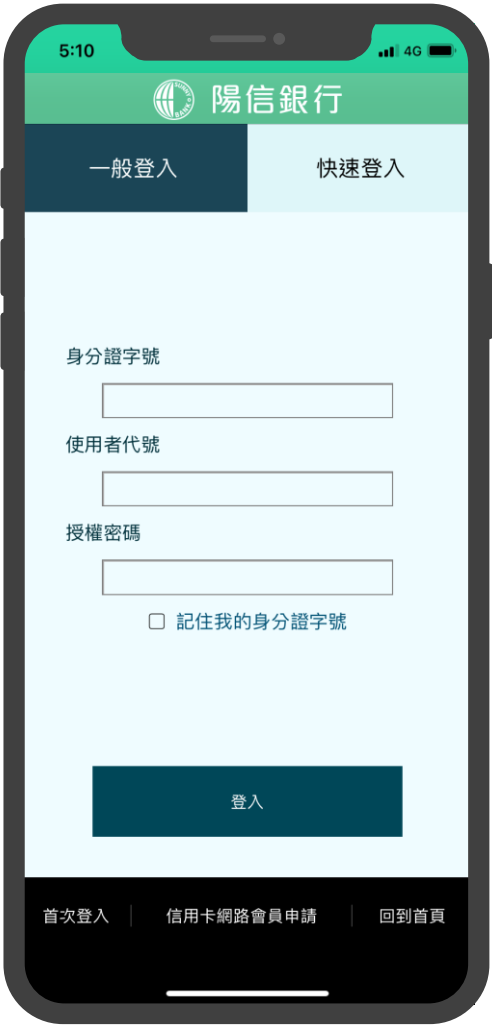 5:10
4G
SUNNY BANK
陽信銀行
一般登入
快速登入
身分證字號
使用者代號
授權密碼
記住我的身分證字號
登入
首次登入
信用卡網路會員申請
回到首頁